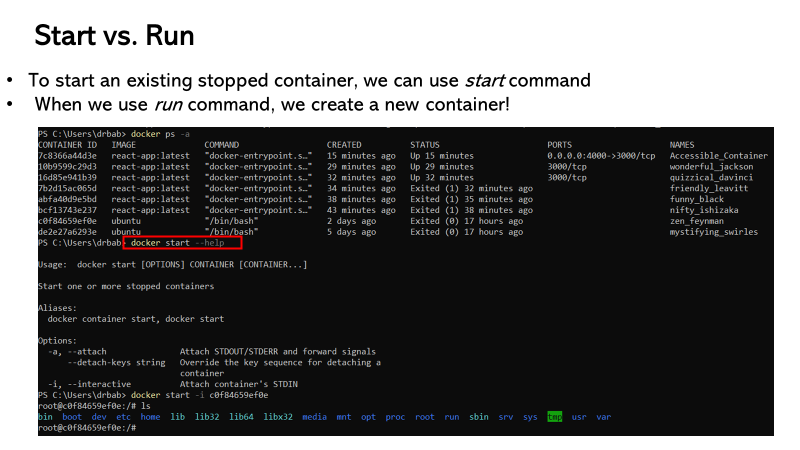 Start vs. Run
• To start an existing stopped container, we can use start command
• When we use run command, we create a new container!
PS C:\Users\drbab> docker ps -a
CONTAINER ID IMAGE COMMAND CREATED STATUS PORTS NAMES
7c8366a44d3e react-app:latest "docker-entrypoint.s…" 15 minutes ago Up 15 minutes 0.0.0.0:4000->3000/tcp Accessible_Container
10b9599c29d3 react-app:latest "docker-entrypoint.s…" 29 minutes ago Up 29 minutes 3000/tcp wonderful_jackson
16d85e941b39 react-app:latest "docker-entrypoint.s…" 32 minutes ago Up 32 minutes 3000/tcp quizzical_davinci
7b2d15ac065d react-app:latest "docker-entrypoint.s…" 34 minutes ago Exited (1) 32 minutes ago friendly_leavitt
abfa40d9e5bd react-app:latest "docker-entrypoint.s…" 38 minutes ago Exited (1) 35 minutes ago funny_black
bcf13743e237 react-app:latest "docker-entrypoint.s…" 43 minutes ago Exited (1) 38 minutes ago nifty_ishizaka
c0f84659ef0e ubuntu "/bin/bash" 2 days ago Exited (0) 17 hours ago zen_feynman
de2e27a6293e ubuntu "/bin/bash" 5 days ago Exited (0) 17 hours ago mystifying_swirles
PS C:\Users\drbab> docker start --help
Usage: docker start [OPTIONS] CONTAINER [CONTAINER...]
Start one or more stopped containers
Aliases:
docker container start, docker start
Options:
-a, --attach Attach STDOUT/STDERR and forward signals
--detach-keys string Override the key sequence for detaching a
container
-i, --interactive Attach container's STDIN
PS C:\Users\drbab> docker start -i c0f84659ef0e
root@c0f84659ef0e:/# ls
bin boot dev etc home lib lib32 lib64 libx32 media mnt opt proc root run sbin srv sys tmp usr var
root@c0f84659ef0e:/#